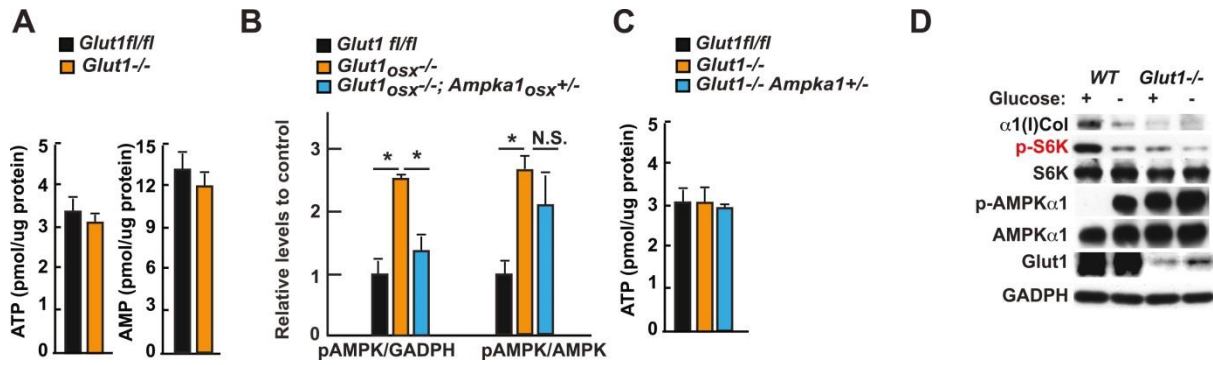 A
Glut1fl/fl
Glut1-/-
ATP (pmol/ug protein)
5
4
3
2
1
0
AMP (pmol/ug protein)
15
12
9
6
3
0
B
Glut1 fl/fl
Glut1osx-/-
Glut1osx-/-; Ampka1osx+/-
Relative levels to control
3
2
1
0
*
*
*
N.S.
pAMPK/GADPH
pAMPK/AMPK
C
Glut1fl/fl
Glut1-/-
Glut1-/- Ampka1+/-
ATP (pmol/ug protein)
5
4
3
2
1
0
D
WT Glut1-/-
Glucose: + - + -
α1(I)Col
p-S6K
S6K
p-AMPKα1
AMPKα1
Glut1
GADPH